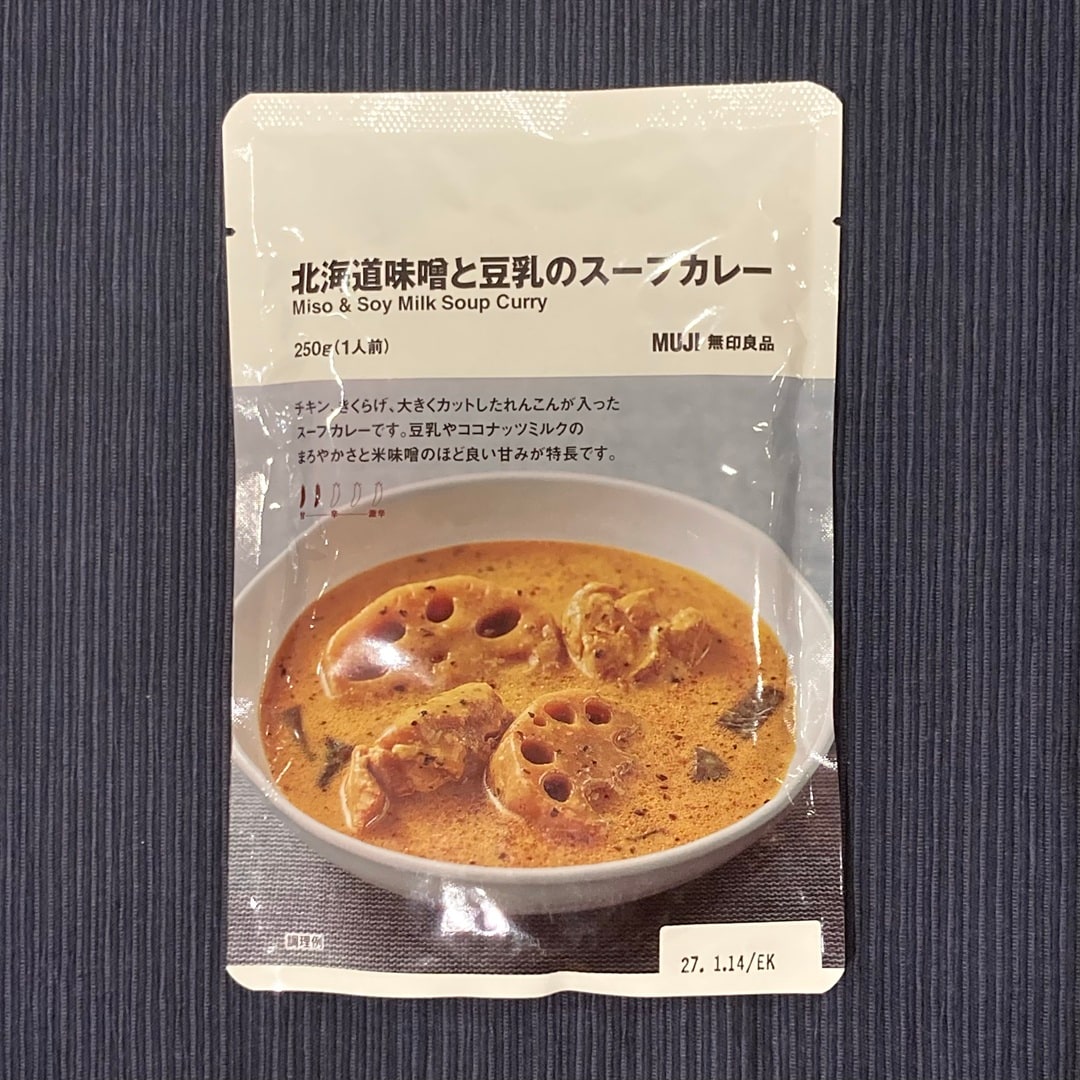 北海道味噌と豆乳のスープカレー
Miso & Soy Milk Soup Curry
250g(1人前)
MUJI 無印良品
チキン、きくらげ、大きくカットしたれんこんが入った
スープカレーです。豆乳やココナッツミルクの
まろやかさと米味噌のほど良い甘みが特長です。
甘 辛 激辛
調理例
27. 1.14/EK